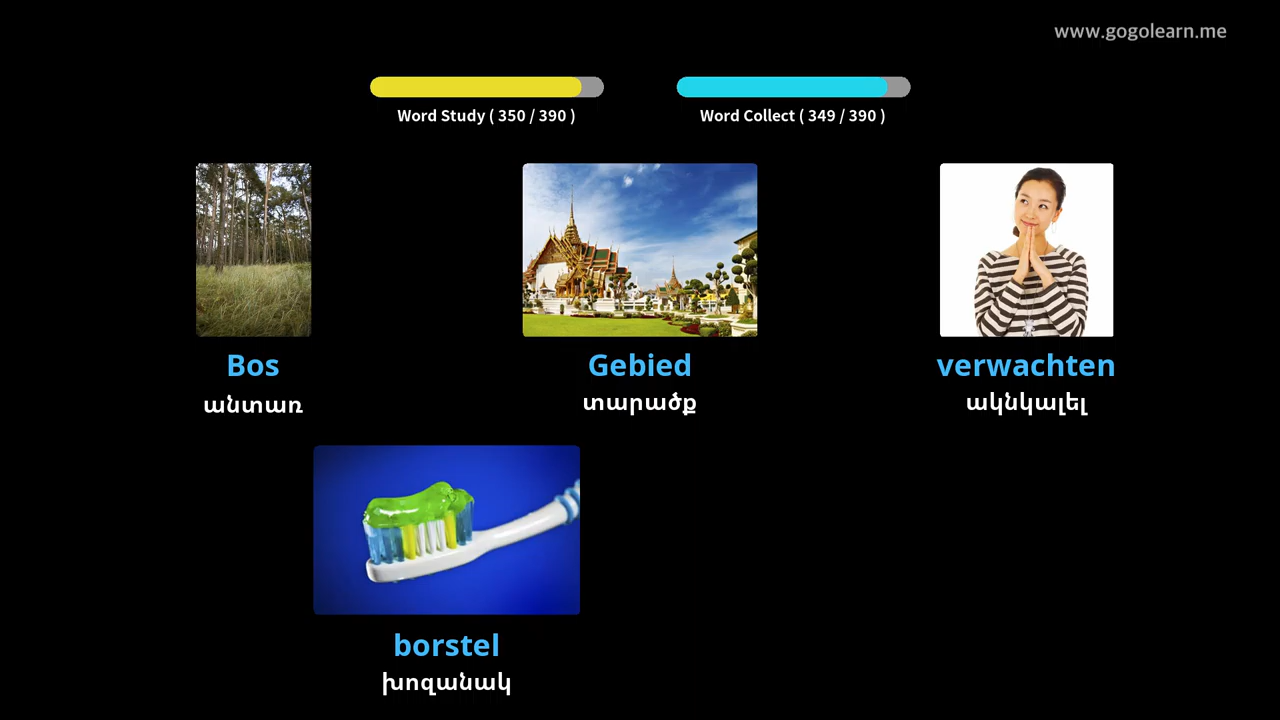 www.gogolearn.me
Word Study ( 350 / 390 )
Word Collect ( 349 / 390 )
Bos
անտառ
Gebied
տարածք
verwachten
ակնկալել
borstel
խոզանակ